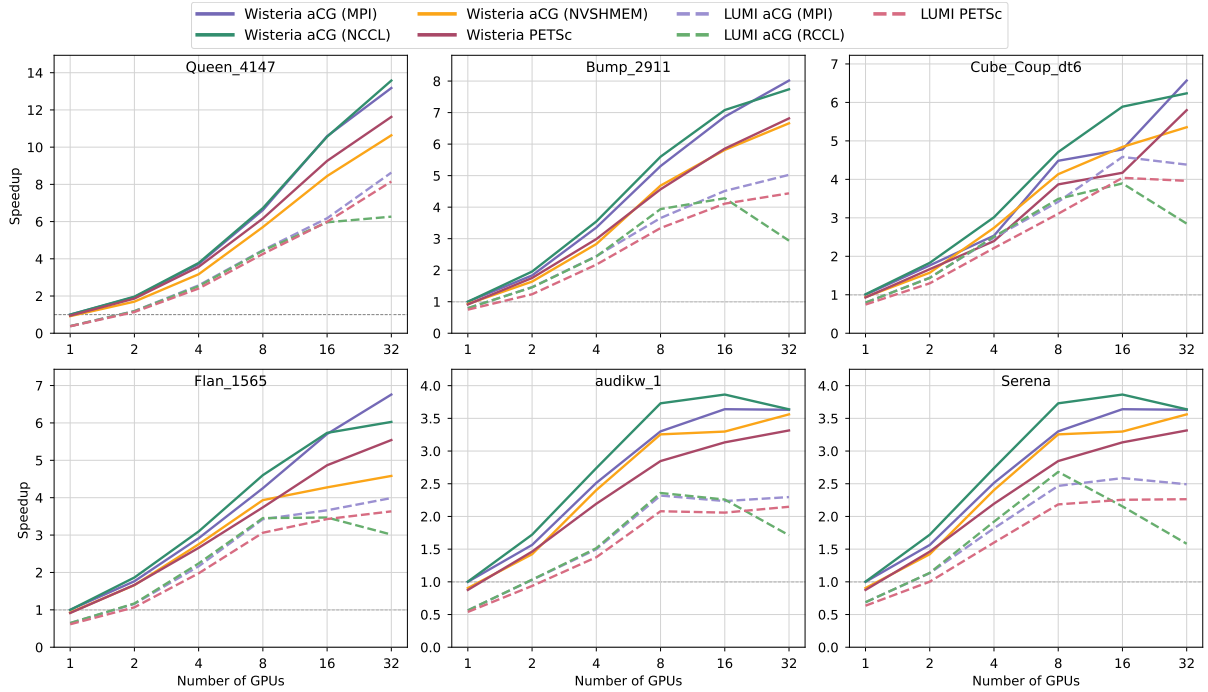 Wisteria aCG (MPI) Wisteria aCG (NVSHMEM) LUMI aCG (MPI) LUMI PETSc
Wisteria aCG (NCCL) Wisteria PETSc LUMI aCG (RCCL)
Queen_4147
Speedup
14
12
10
8
6
4
2
0
1 2 4 8 16 32
Bump_2911
8
7
6
5
4
3
2
1
0
1 2 4 8 16 32
Cube_Coup_dt6
7
6
5
4
3
2
1
0
1 2 4 8 16 32
Flan_1565
Speedup
7
6
5
4
3
2
1
0
1 2 4 8 16 32
Number of GPUs
audikw_1
4.0
3.5
3.0
2.5
2.0
1.5
1.0
0.5
0.0
1 2 4 8 16 32
Number of GPUs
Serena
4.0
3.5
3.0
2.5
2.0
1.5
1.0
0.5
0.0
1 2 4 8 16 32
Number of GPUs